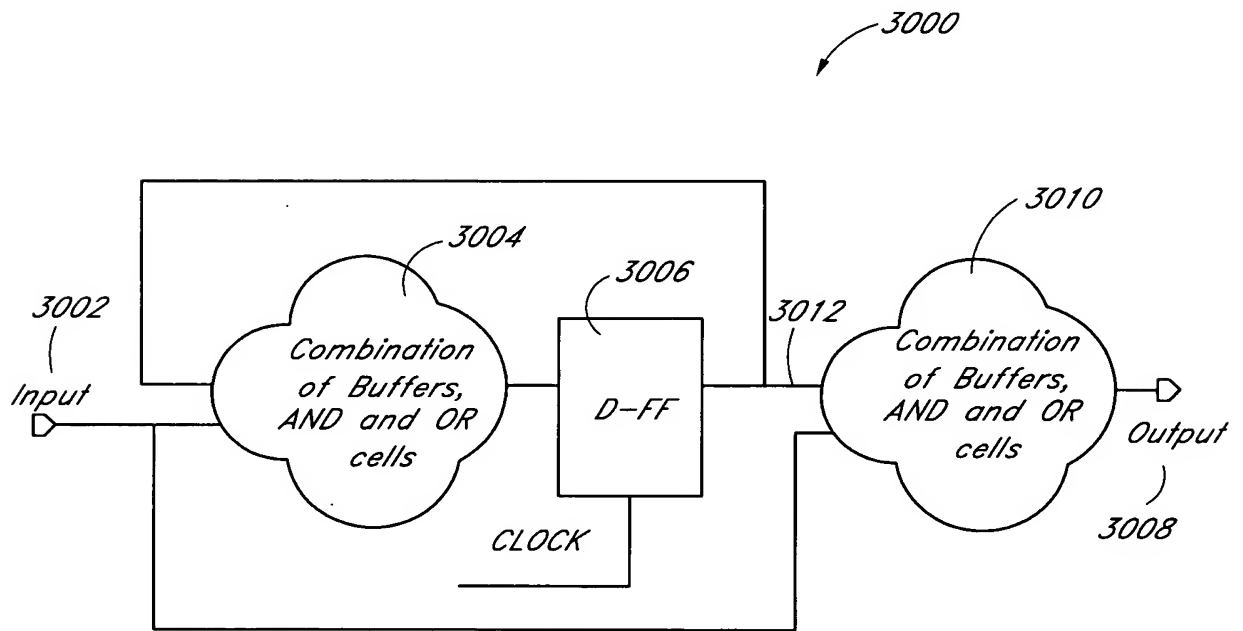 3000
3010
3004
3006
3002
3012
Combination
of Buffers,
AND and OR
cells
Combination
of Buffers,
AND and OR
cells
Input
D-FF
Output
CLOCK
3008